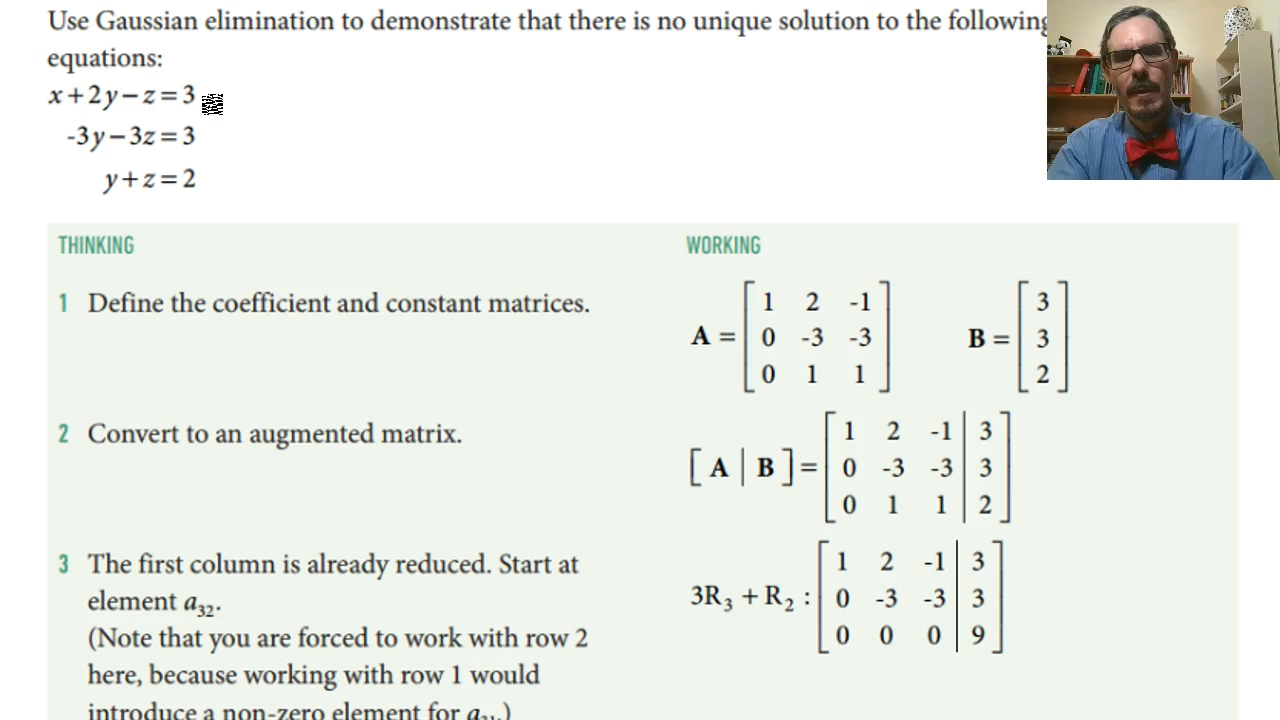 Use Gaussian elimination to demonstrate that there is no unique solution to the following
equations:
x+2y−z=3
-3y−3z=3
y+z=2
THINKING
WORKING
1 Define the coefficient and constant matrices.
A = [ 1 2 -1
0 -3 -3
0 1 1 ]
B = [ 3
3
2 ]
2 Convert to an augmented matrix.
[ A | B ] = [ 1 2 -1 | 3
0 -3 -3 | 3
0 1 1 | 2 ]
3 The first column is already reduced. Start at
element a₃₂.
(Note that you are forced to work with row 2
here, because working with row 1 would
introduce a non-zero element for
3R₃ + R₂ : [ 1 2 -1 | 3
0 -3 -3 | 3
0 0 0 | 9 ]